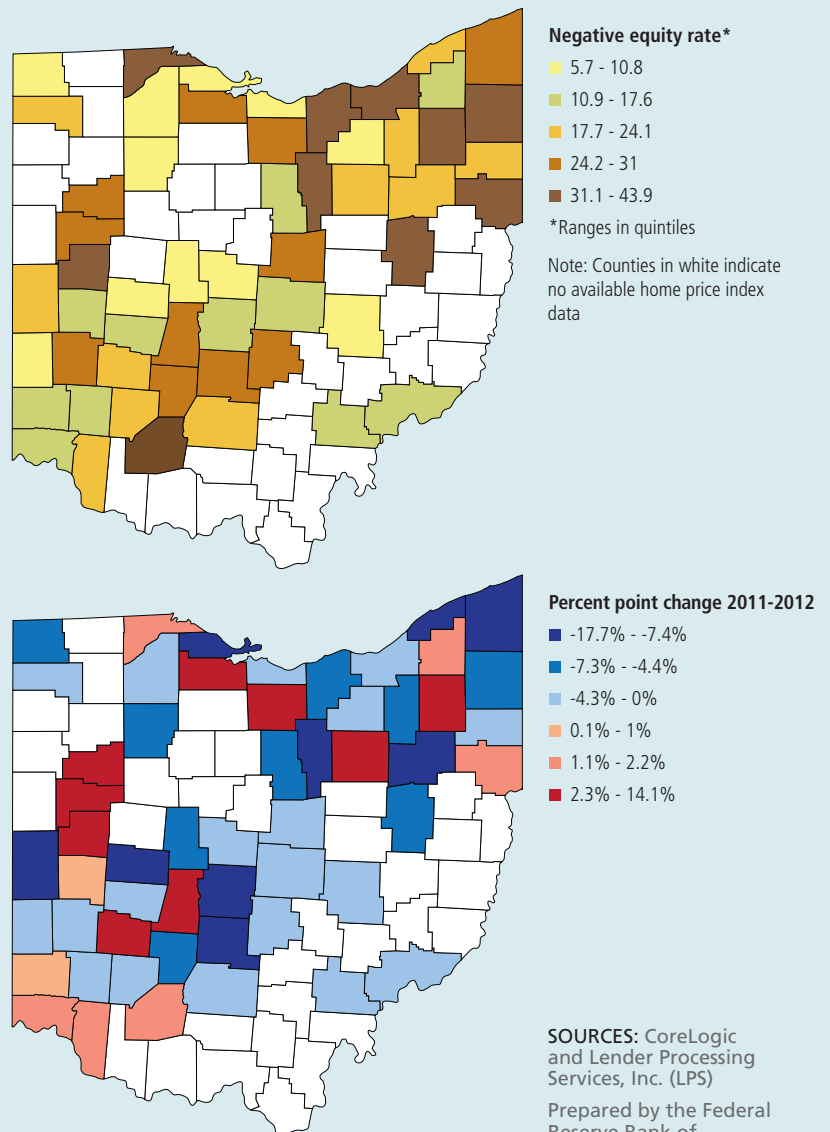 Negative equity rate*
5.7 - 10.8
10.9 - 17.6
17.7 - 24.1
24.2 - 31
31.1 - 43.9
*Ranges in quintiles
Note: Counties in white indicate
no available home price index
data
Percent point change 2011-2012
-17.7% - -7.4%
-7.3% - -4.4%
-4.3% - 0%
0.1% - 1%
1.1% - 2.2%
2.3% - 14.1%
SOURCES: CoreLogic
and Lender Processing
Services, Inc. (LPS)
Prepared by the Federal
Reserve Bank of